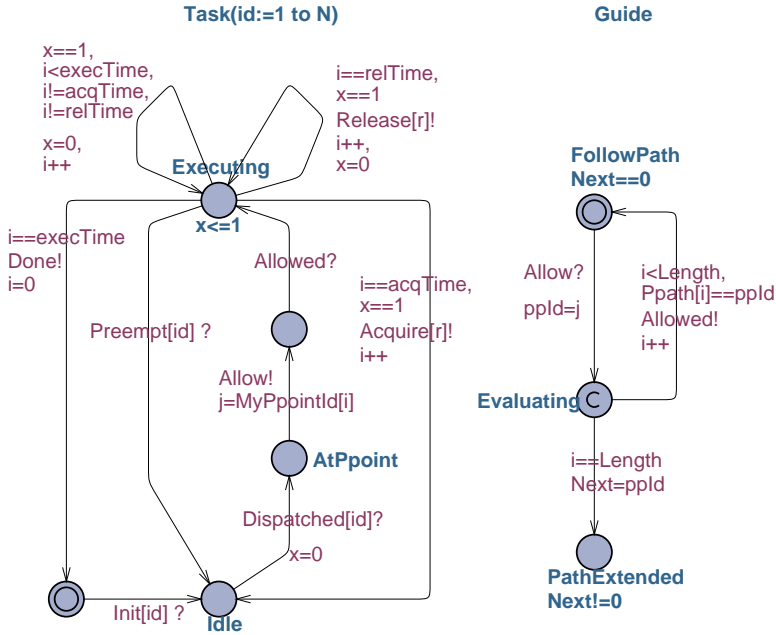 Task(id:=1 to N)
x==1,
i<execTime,
i!=acqTime,
i!=relTime
x=0,
i++
i==relTime,
x==1
Release[r]!
i++,
x=0
Executing
x<=1
i==execTime
Done!
i=0
Allowed?
i==acqTime,
x==1
Acquire[r]!
i++
Preempt[id] ?
Allow!
j=MyPpointId[i]
AtPpoint
Dispatched[id]?
x=0
Init[id] ?
Idle
Guide
FollowPath
Next==0
Allow?
ppId=j
i<Length,
Ppath[i]==ppId
Allowed!
i++
Evaluating
C
i==Length
Next=ppId
PathExtended
Next!=0